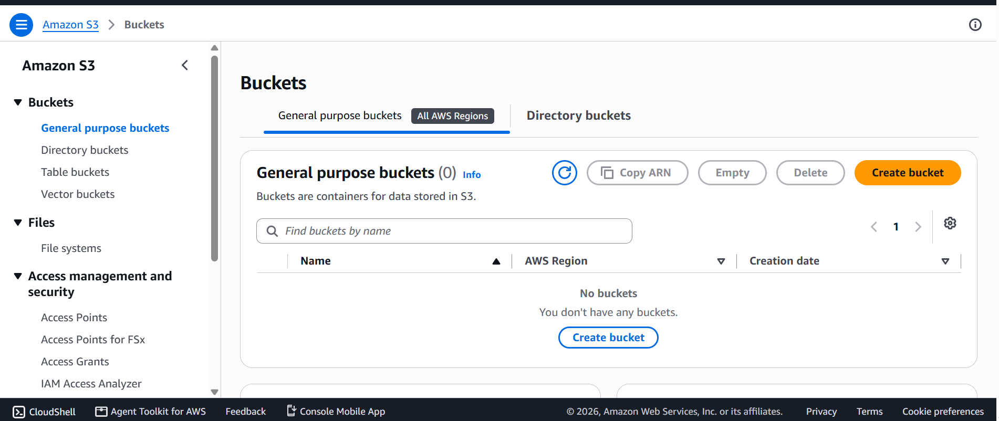 Amazon S3 > Buckets
Amazon S3
Buckets
General purpose buckets
Directory buckets
Table buckets
Vector buckets
Files
File systems
Access management and
security
Access Points
Access Points for FSx
Access Grants
IAM Access Analyzer
Buckets
General purpose buckets All AWS Regions Directory buckets
General purpose buckets (0) Info Copy ARN Empty Delete Create bucket
Buckets are containers for data stored in S3.
Find buckets by name 1
Name AWS Region Creation date
No buckets
You don't have any buckets.
Create bucket
CloudShell Agent Toolkit for AWS Feedback Console Mobile App © 2026, Amazon Web Services, Inc. or its affiliates. Privacy Terms Cookie preferences